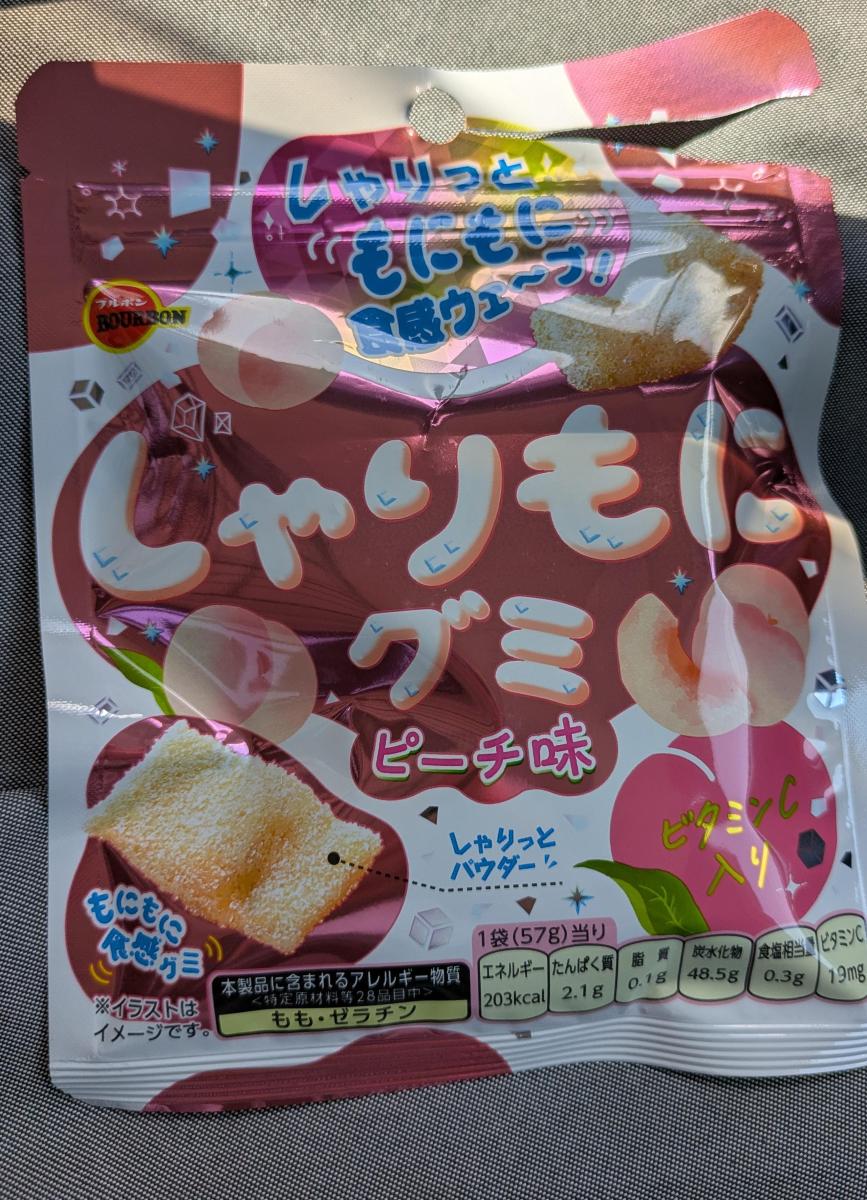 しゃりっと
もにもに
食感ウェ〜ブ!
ブルボン
BOURBON
しゃりもに
グミ
ピーチ味
しゃりっと
パウダー!
ビタミンC
入り
もにもに
食感グミ
※イラストは
イメージです。
本製品に含まれるアレルギー物質
<特定原材料等28品目中>
もも・ゼラチン
1袋(57g)当り
エネルギー たんぱく質 脂質 炭水化物 食塩相当量 ビタミンC
203kcal 2.1g 0.1g 48.5g 0.3g 19mg